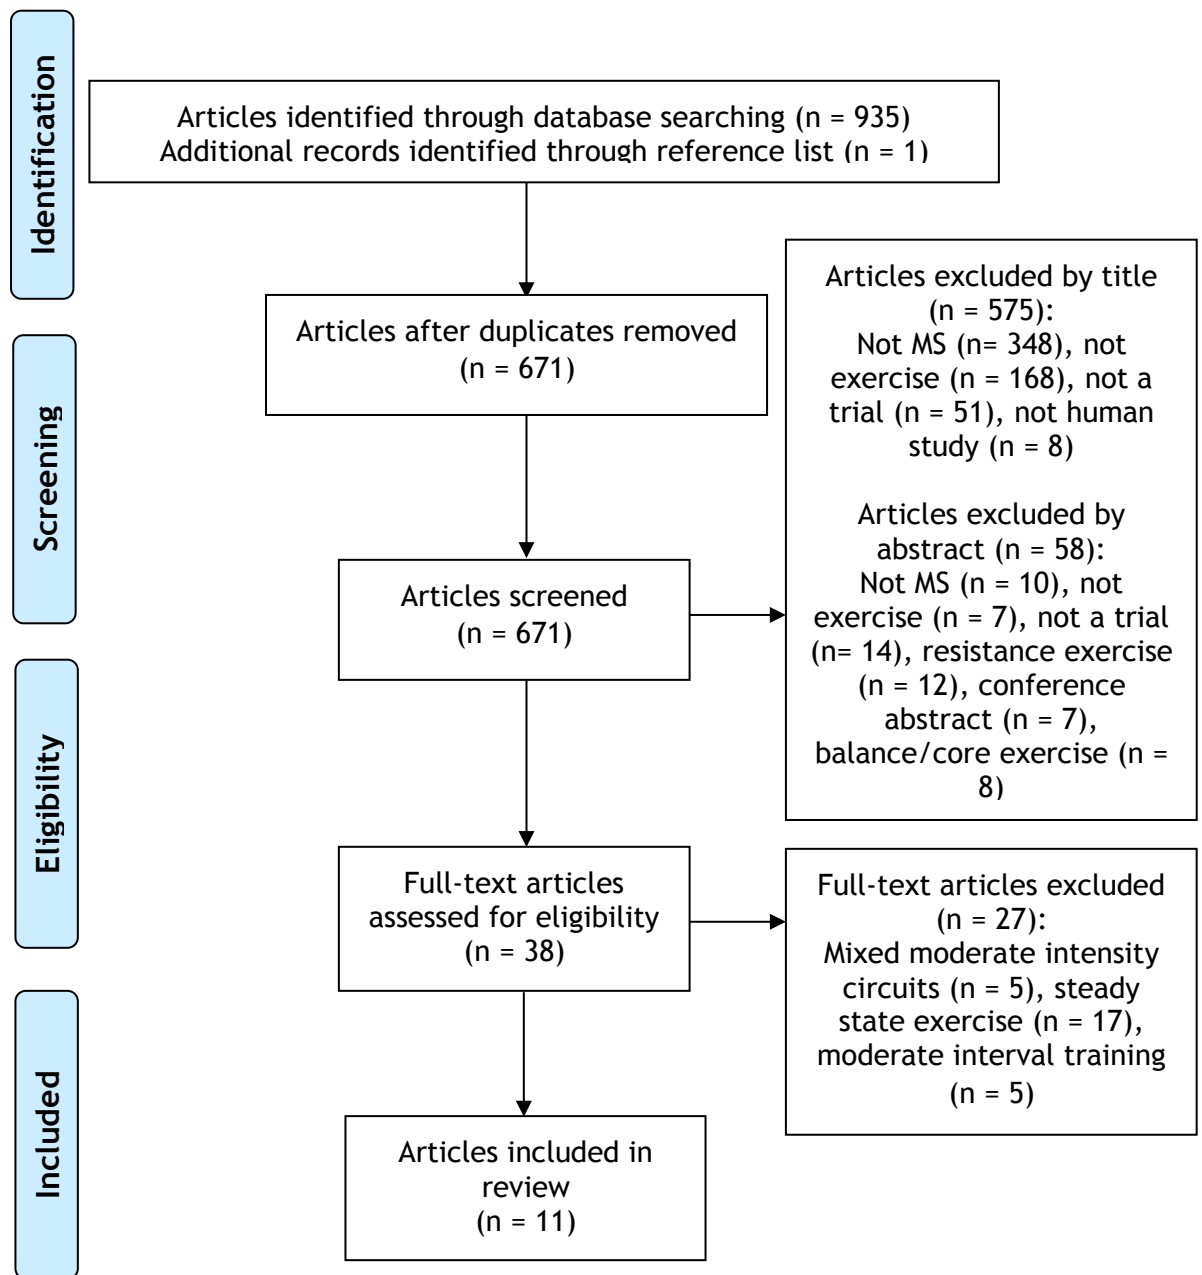 Identification
Articles identified through database searching (n = 935)
Additional records identified through reference list (n = 1)
Articles after duplicates removed
(n = 671)
Screening
Articles screened
(n = 671)
Articles excluded by title
(n = 575):
Not MS (n= 348), not
exercise (n = 168), not a
trial (n = 51), not human
study (n = 8)
Articles excluded by
abstract (n = 58):
Not MS (n = 10), not
exercise (n = 7), not a trial
(n= 14), resistance exercise
(n = 12), conference
abstract (n = 7),
balance/core exercise (n =
8)
Eligibility
Full-text articles
assessed for eligibility
(n = 38)
Full-text articles excluded
(n = 27):
Mixed moderate intensity
circuits (n = 5), steady
state exercise (n = 17),
moderate interval training
(n = 5)
Included
Articles included in
review
(n = 11)